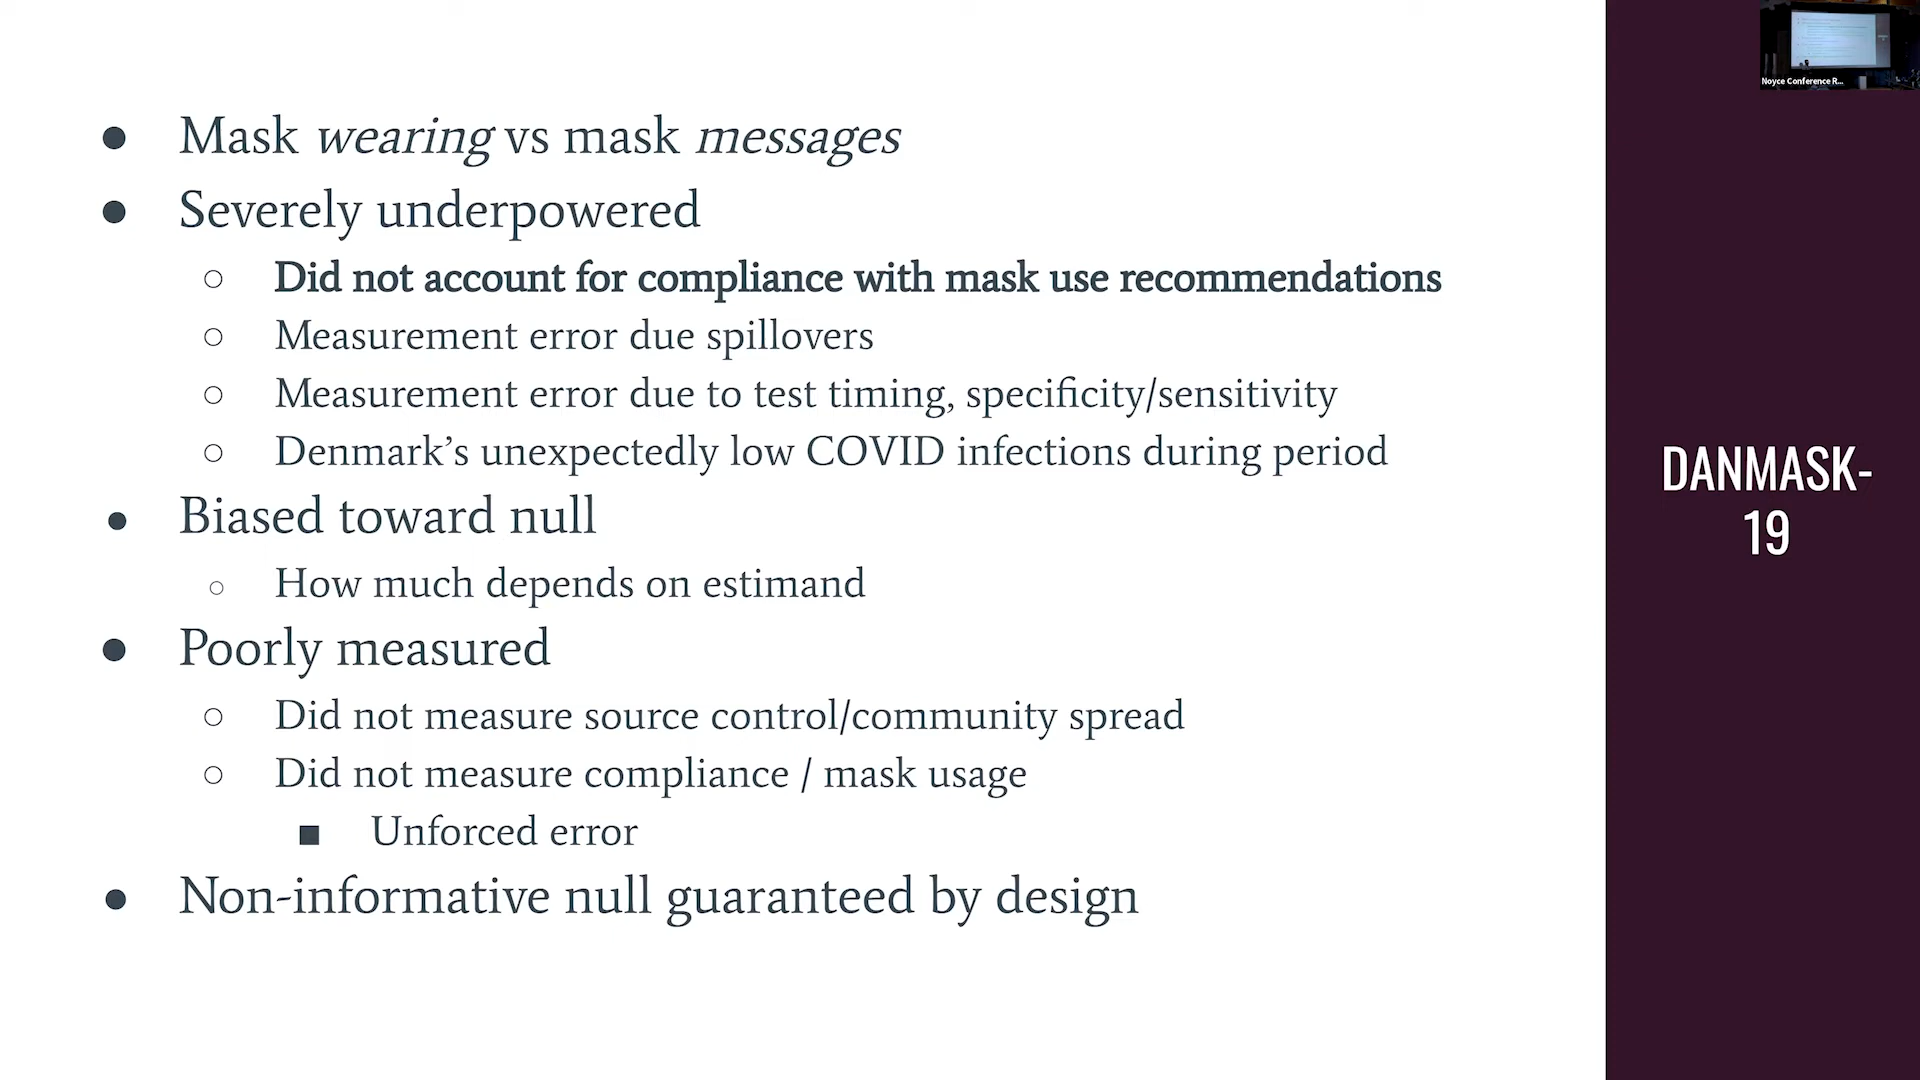 Noyce Conference R...
● Mask wearing vs mask messages
● Severely underpowered
○ Did not account for compliance with mask use recommendations
○ Measurement error due spillovers
○ Measurement error due to test timing, specificity/sensitivity
○ Denmark’s unexpectedly low COVID infections during period
● Biased toward null
○ How much depends on estimand
● Poorly measured
○ Did not measure source control/community spread
○ Did not measure compliance / mask usage
■ Unforced error
● Non-informative null guaranteed by design
DANMASK-
19